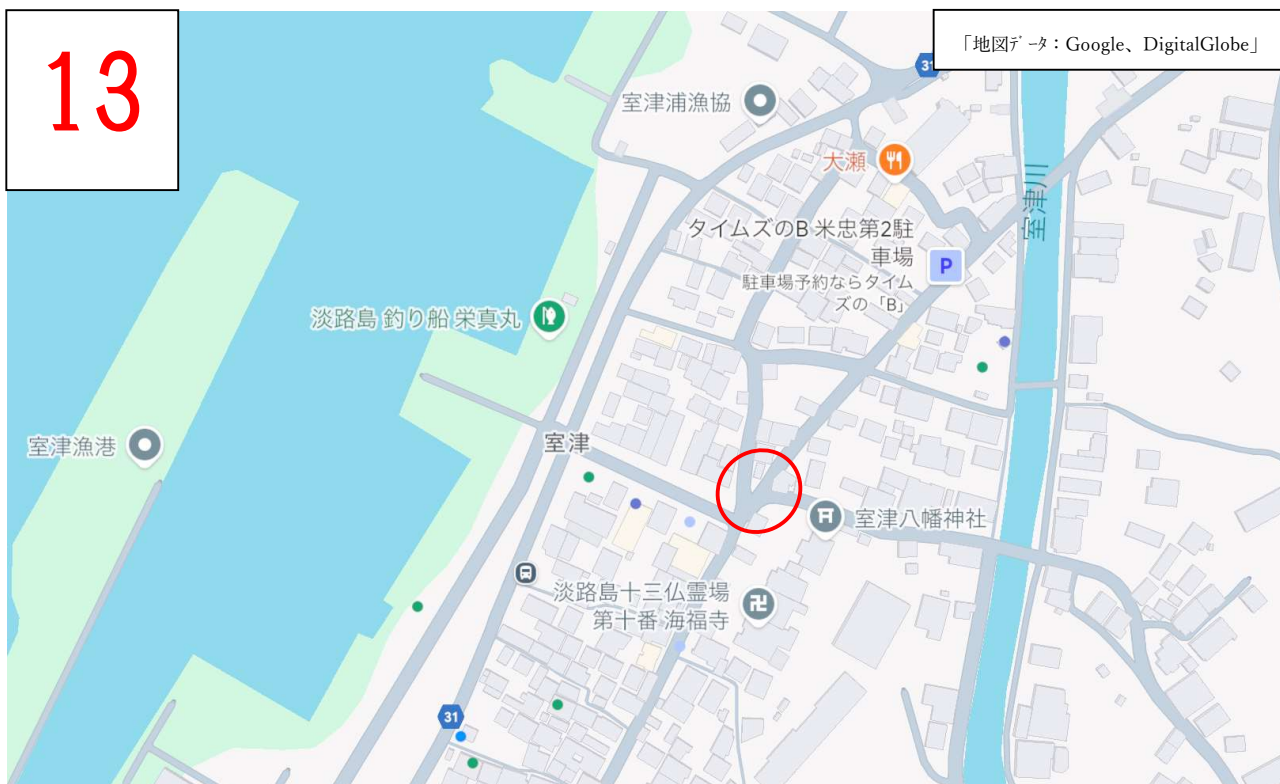 13
「地図ﾃﾞｰﾀ：Google、DigitalGlobe」
31
室津浦漁協
大瀬
室津川
タイムズのB 米忠第2駐
車場
駐車場予約ならタイム
ズの「B」
P
淡路島 釣り船 栄真丸
室津漁港
室津
室津八幡神社
淡路島十三仏霊場
第十番 海福寺
卍
31